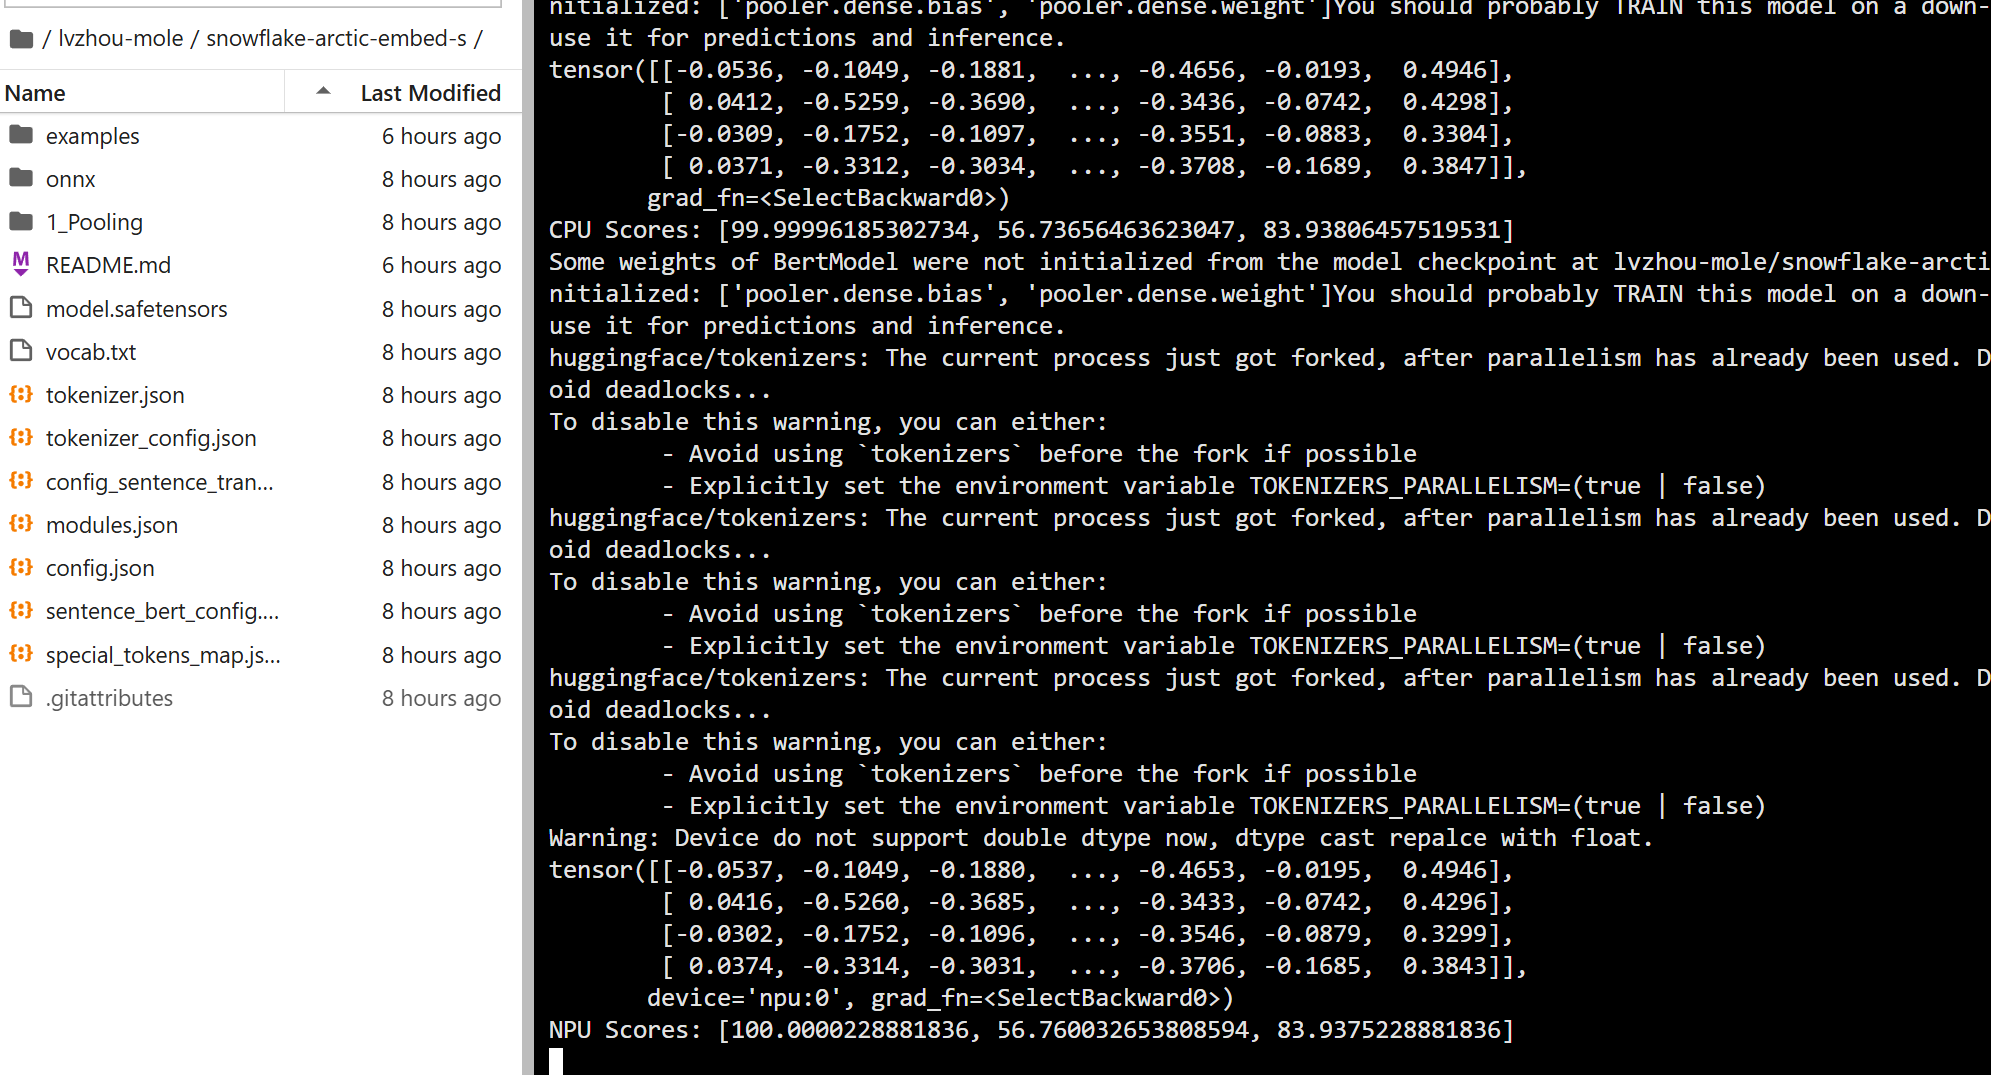 / lvzhou-mole / snowflake-arctic-embed-s /
Name Last Modified
examples 6 hours ago
onnx 8 hours ago
1_Pooling 8 hours ago
README.md 6 hours ago
model.safetensors 8 hours ago
vocab.txt 8 hours ago
tokenizer.json 8 hours ago
tokenizer_config.json 8 hours ago
config_sentence_tran... 8 hours ago
modules.json 8 hours ago
config.json 8 hours ago
sentence_bert_config.... 8 hours ago
special_tokens_map.js... 8 hours ago
.gitattributes 8 hours ago
nitialized: ['pooler.dense.bias', 'pooler.dense.weight']You should probably TRAIN this model on a down-
use it for predictions and inference.
tensor([[-0.0536, -0.1049, -0.1881,  ..., -0.4656, -0.0193,  0.4946],
        [ 0.0412, -0.5259, -0.3690,  ..., -0.3436, -0.0742,  0.4298],
        [-0.0309, -0.1752, -0.1097,  ..., -0.3551, -0.0883,  0.3304],
        [ 0.0371, -0.3312, -0.3034,  ..., -0.3708, -0.1689,  0.3847]],
       grad_fn=<SelectBackward0>)
CPU Scores: [99.99996185302734, 56.73656463623047, 83.93806457519531]
Some weights of BertModel were not initialized from the model checkpoint at lvzhou-mole/snowflake-arcti
nitialized: ['pooler.dense.bias', 'pooler.dense.weight']You should probably TRAIN this model on a down-
use it for predictions and inference.
huggingface/tokenizers: The current process just got forked, after parallelism has already been used. D
oid deadlocks...
To disable this warning, you can either:
        - Avoid using `tokenizers` before the fork if possible
        - Explicitly set the environment variable TOKENIZERS_PARALLELISM=(true | false)
huggingface/tokenizers: The current process just got forked, after parallelism has already been used. D
oid deadlocks...
To disable this warning, you can either:
        - Avoid using `tokenizers` before the fork if possible
        - Explicitly set the environment variable TOKENIZERS_PARALLELISM=(true | false)
huggingface/tokenizers: The current process just got forked, after parallelism has already been used. D
oid deadlocks...
To disable this warning, you can either:
        - Avoid using `tokenizers` before the fork if possible
        - Explicitly set the environment variable TOKENIZERS_PARALLELISM=(true | false)
Warning: Device do not support double dtype now, dtype cast repalce with float.
tensor([[-0.0537, -0.1049, -0.1880,  ..., -0.4653, -0.0195,  0.4946],
        [ 0.0416, -0.5260, -0.3685,  ..., -0.3433, -0.0742,  0.4296],
        [-0.0302, -0.1752, -0.1096,  ..., -0.3546, -0.0879,  0.3299],
        [ 0.0374, -0.3314, -0.3031,  ..., -0.3706, -0.1685,  0.3843]],
       device='npu:0', grad_fn=<SelectBackward0>)
NPU Scores: [100.0000228881836, 56.760032653808594, 83.9375228881836]